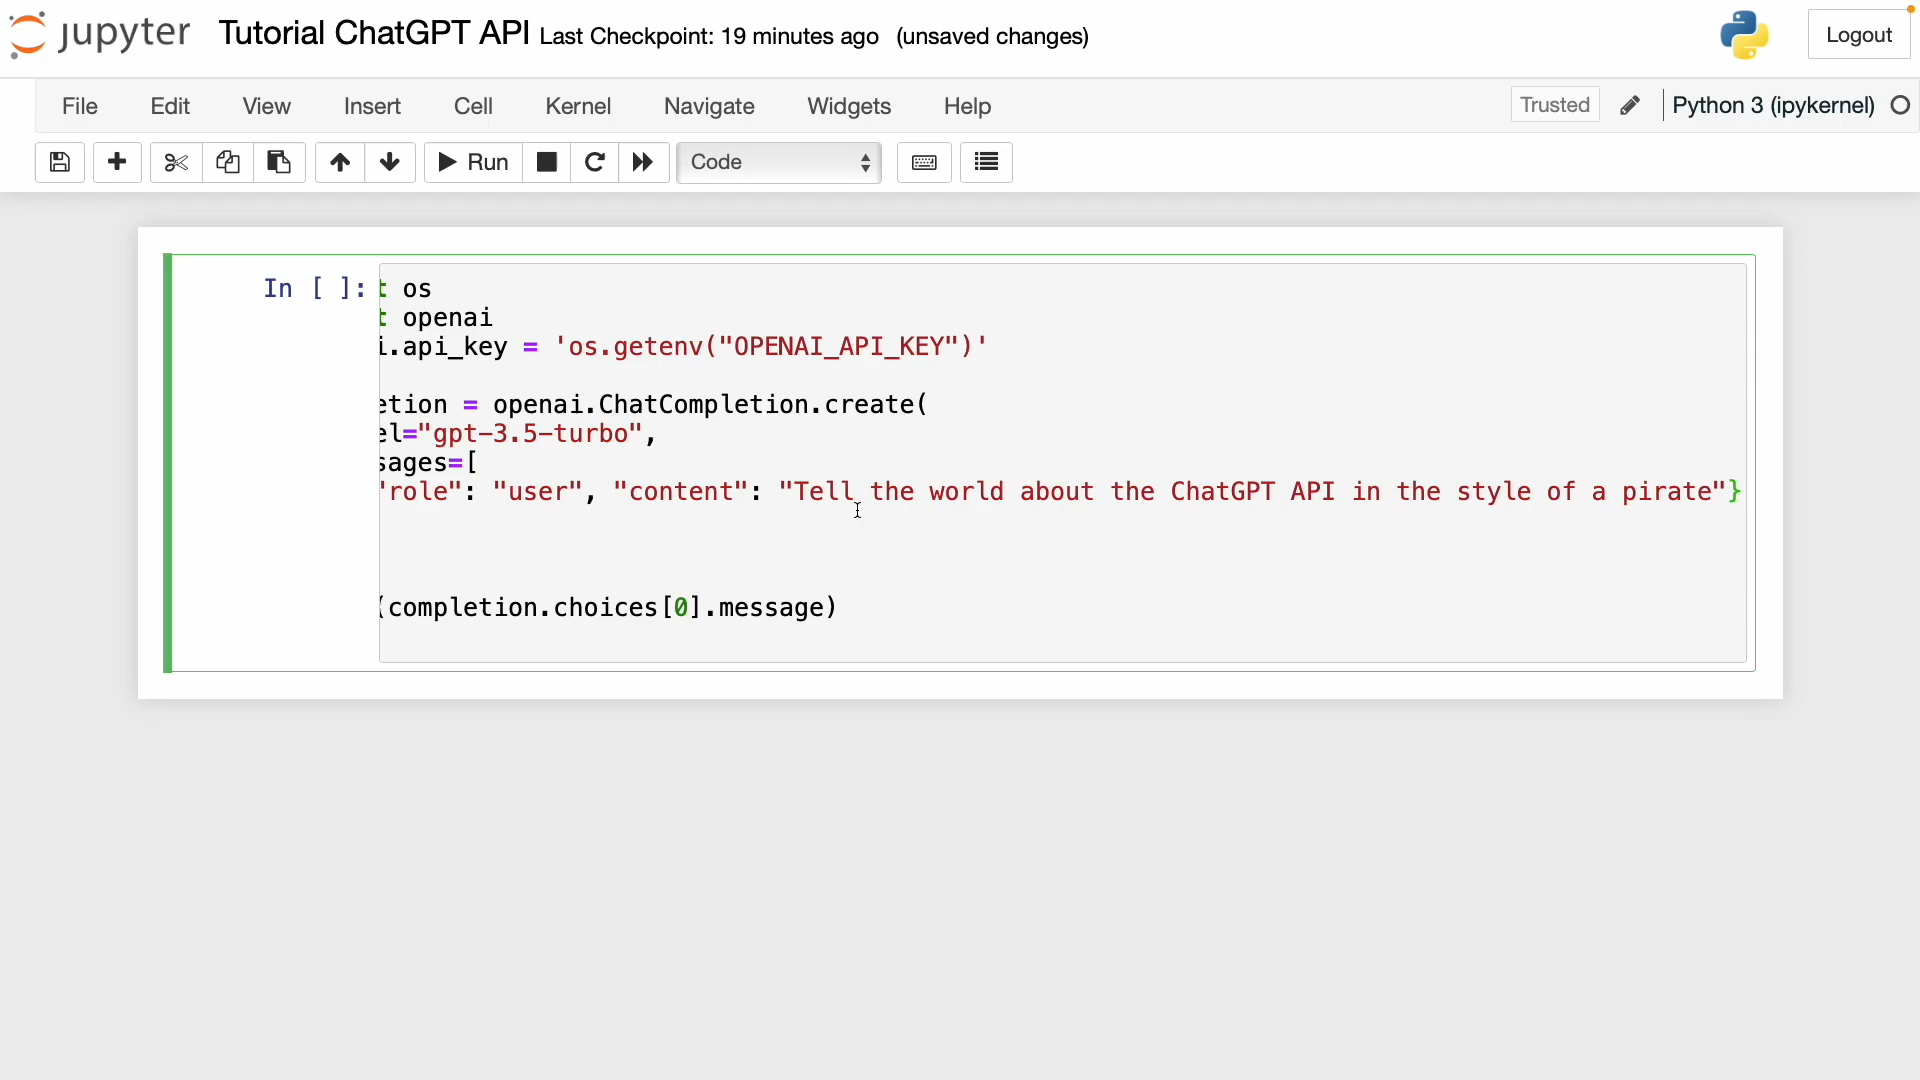 jupyter Tutorial ChatGPT API Last Checkpoint: 19 minutes ago (unsaved changes) Logout
File Edit View Insert Cell Kernel Navigate Widgets Help Trusted Python 3 (ipykernel)
Run Code
In [ ]: t os
t openai
i.api_key = 'os.getenv("OPENAI_API_KEY")'
etion = openai.ChatCompletion.create(
el="gpt-3.5-turbo",
sages=[
"role": "user", "content": "Tell the world about the ChatGPT API in the style of a pirate"}
(completion.choices[0].message)